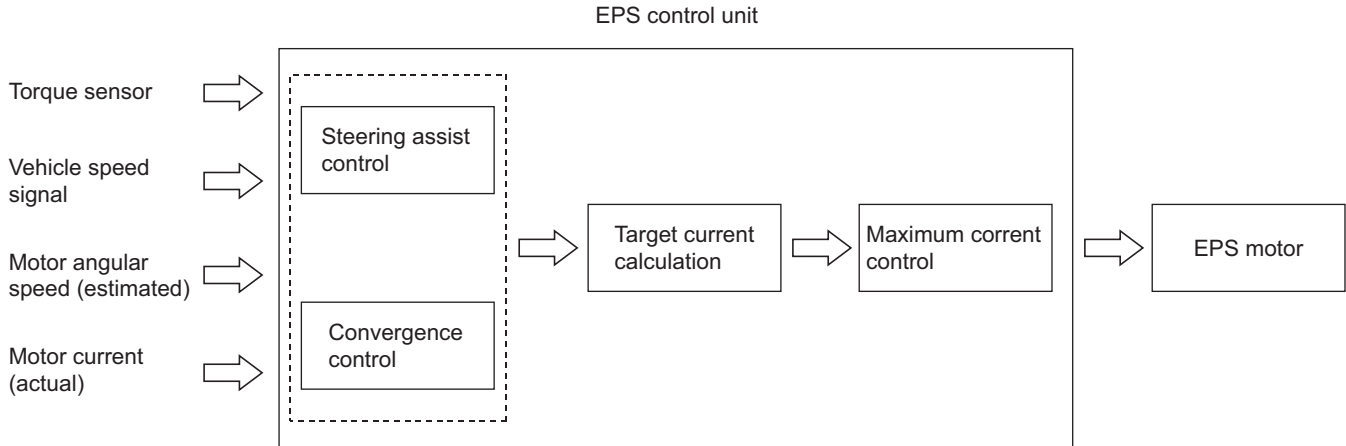 EPS control unit
Torque sensor
Vehicle speed
signal
Motor angular
speed (estimated)
Motor current
(actual)
Steering assist
control
Convergence
control
Target current
calculation
Maximum corrent
control
EPS motor